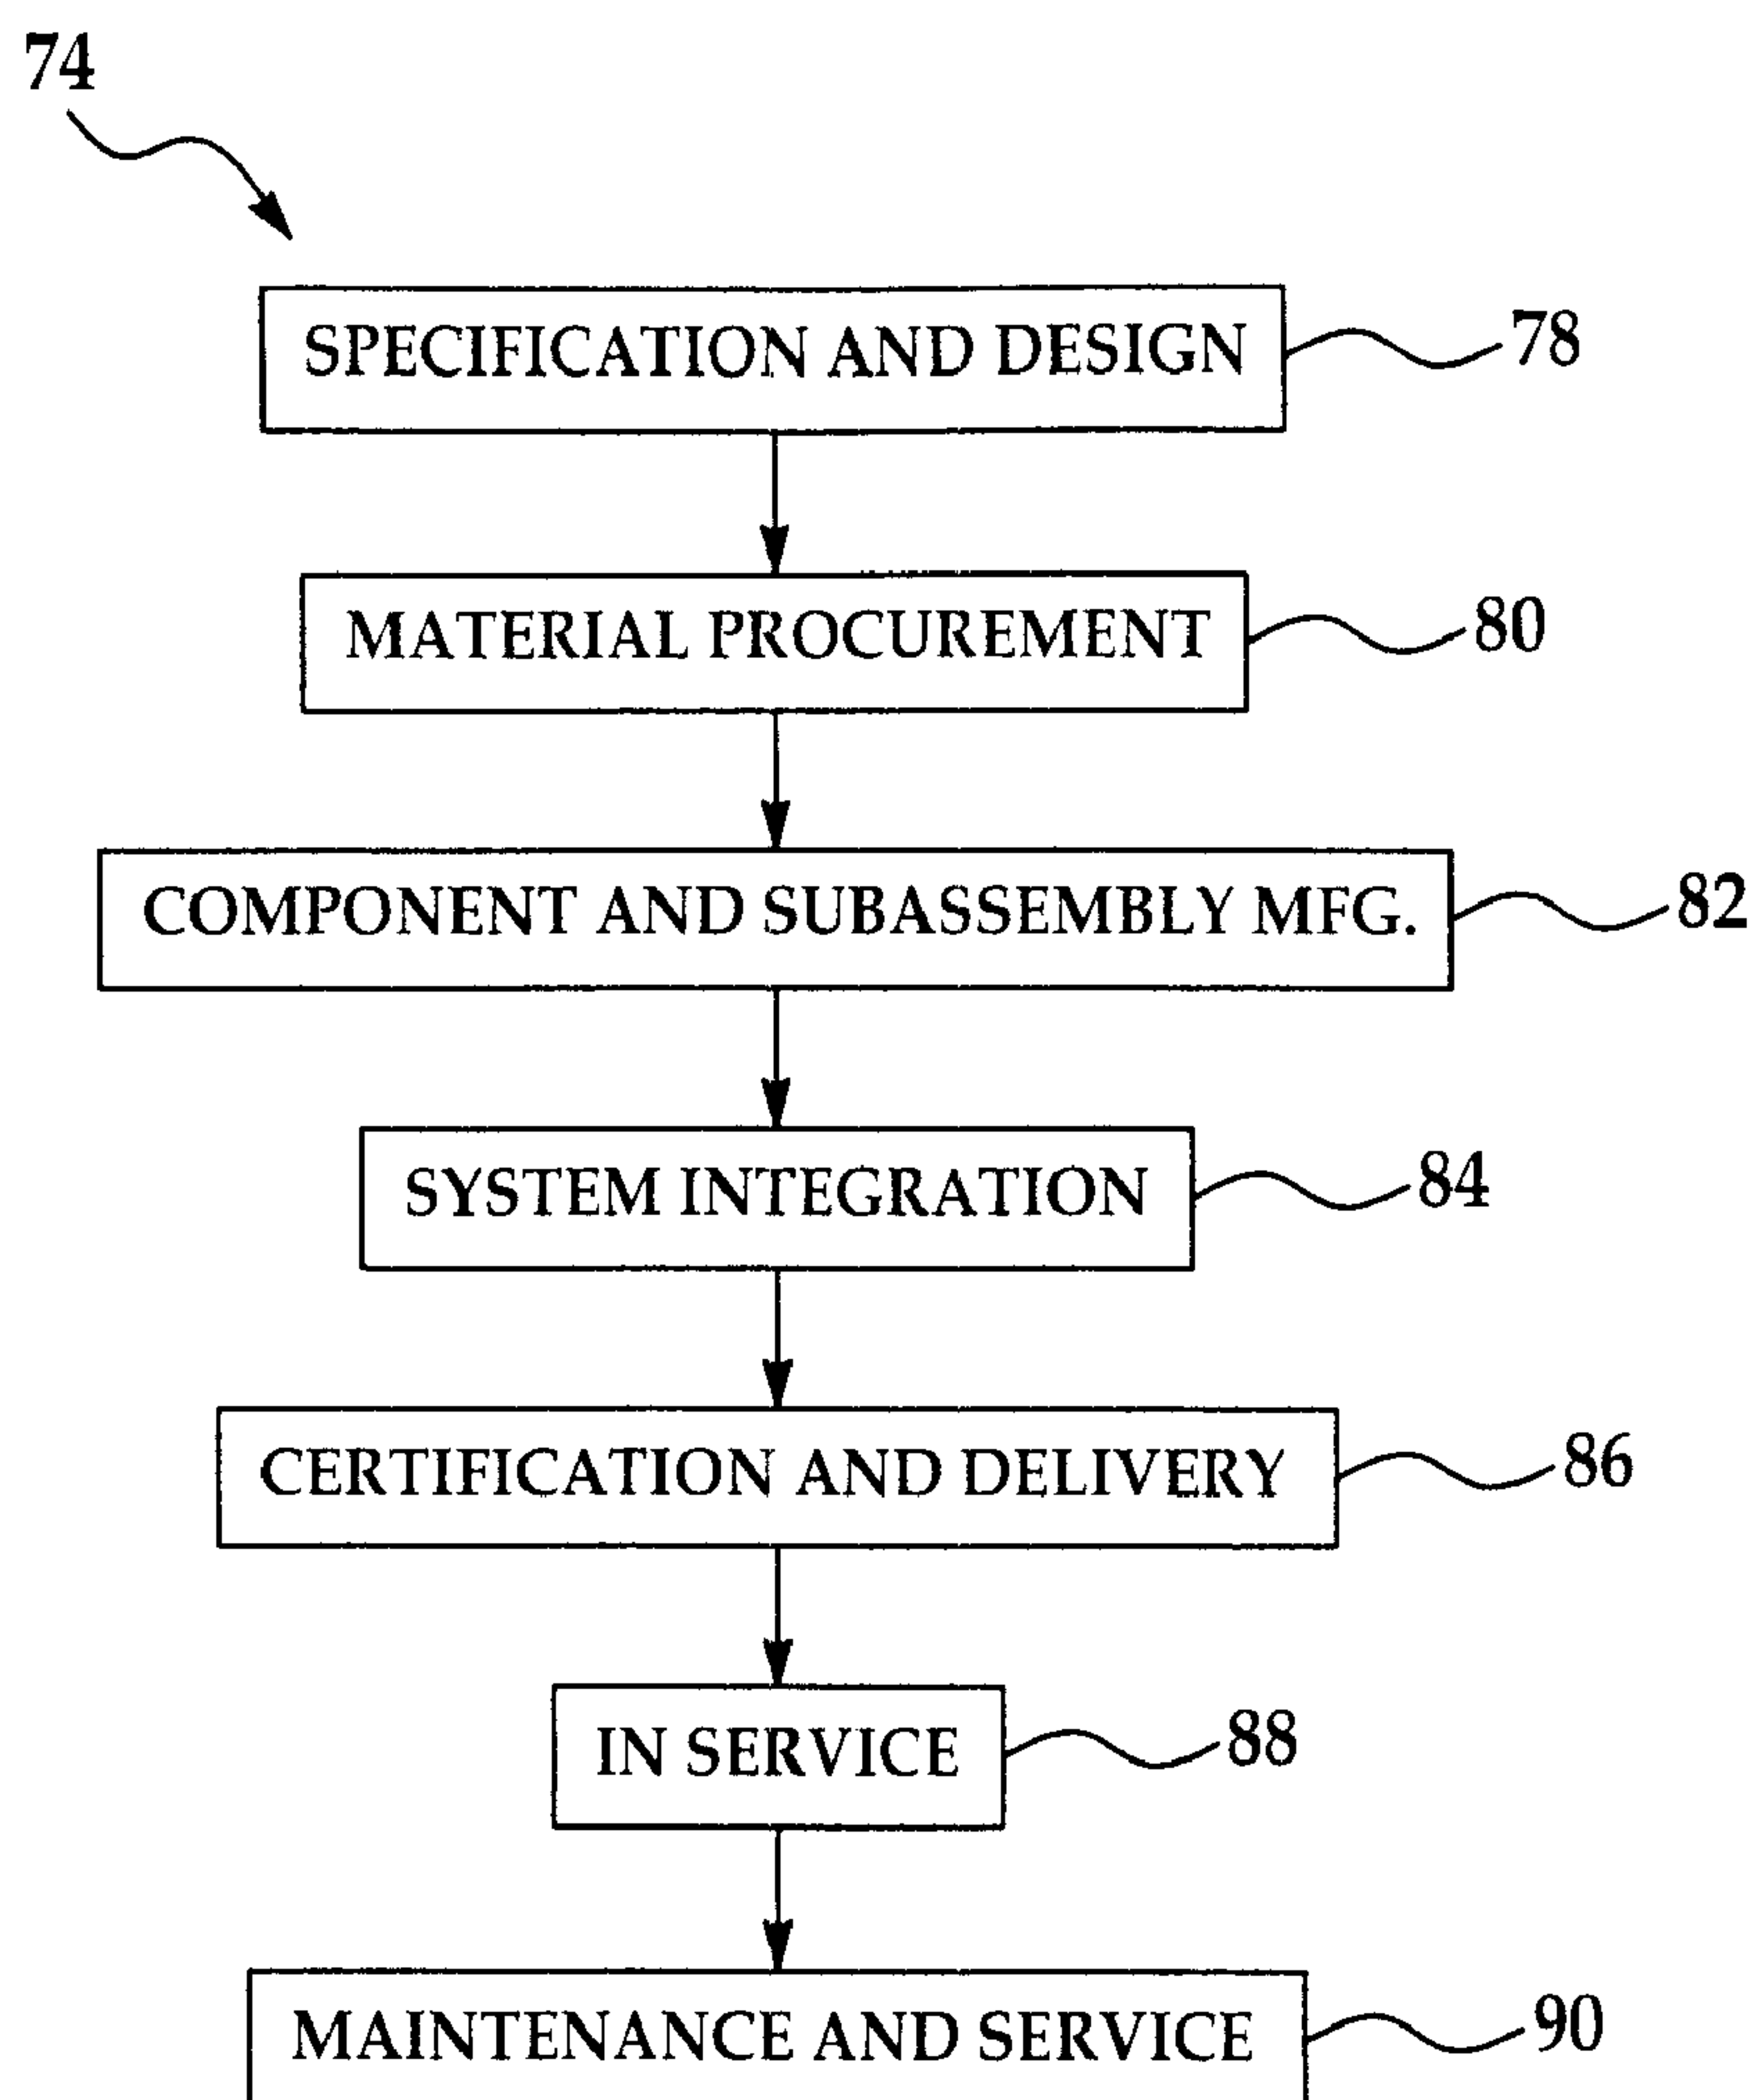 74
SPECIFICATION AND DESIGN 78
MATERIAL PROCUREMENT 80
COMPONENT AND SUBASSEMBLY MFG. 82
SYSTEM INTEGRATION 84
CERTIFICATION AND DELIVERY 86
IN SERVICE 88
MAINTENANCE AND SERVICE 90